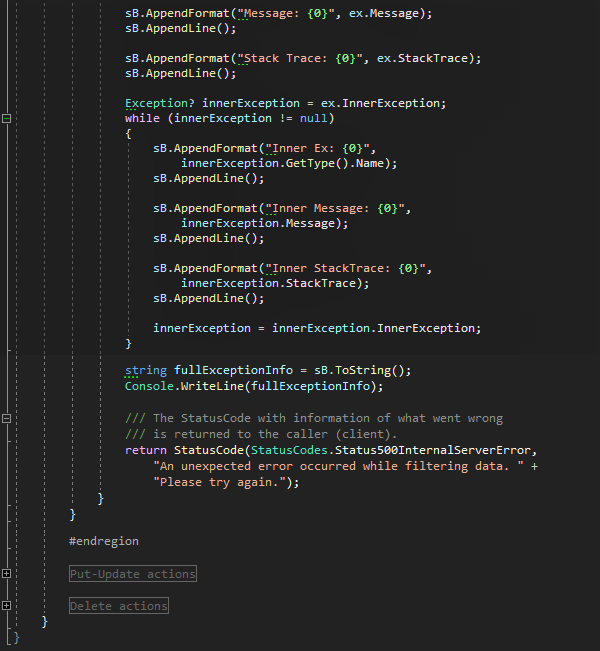 sB.AppendFormat("Message: {0}", ex.Message);
sB.AppendLine();
sB.AppendFormat("Stack Trace: {0}", ex.StackTrace);
sB.AppendLine();
Exception? innerException = ex.InnerException;
while (innerException != null)
{
sB.AppendFormat("Inner Ex: {0}",
innerException.GetType().Name);
sB.AppendLine();
sB.AppendFormat("Inner Message: {0}",
innerException.Message);
sB.AppendLine();
sB.AppendFormat("Inner StackTrace: {0}",
innerException.StackTrace);
sB.AppendLine();
innerException = innerException.InnerException;
}
string fullExceptionInfo = sB.ToString();
Console.WriteLine(fullExceptionInfo);
/// The StatusCode with information of what went wrong
/// is returned to the caller (client).
return StatusCode(StatusCodes.Status500InternalServerError,
"An unexpected error occurred while filtering data. " +
"Please try again.");
}
}
#endregion
Put-Update actions
Delete actions
}
}